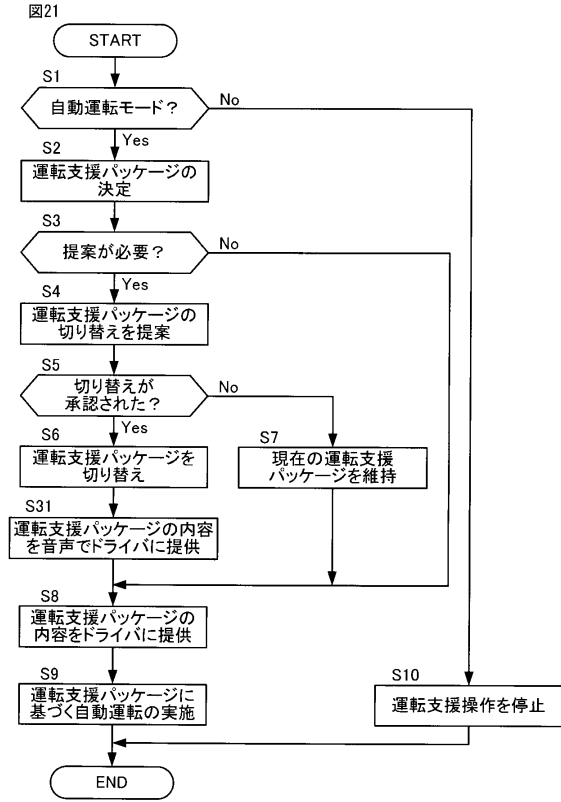 図21
START
S1
自動運転モード?
No
Yes
S2
運転支援パッケージの
決定
S3
提案が必要?
No
Yes
S4
運転支援パッケージの
切り替えを提案
S5
切り替えが
承認された?
No
Yes
S6
運転支援パッケージを
切り替え
S7
現在の運転支援
パッケージを維持
S31
運転支援パッケージの内容
を音声でドライバに提供
S8
運転支援パッケージの
内容をドライバに提供
S9
運転支援パッケージに
基づく自動運転の実施
S10
運転支援操作を停止
END